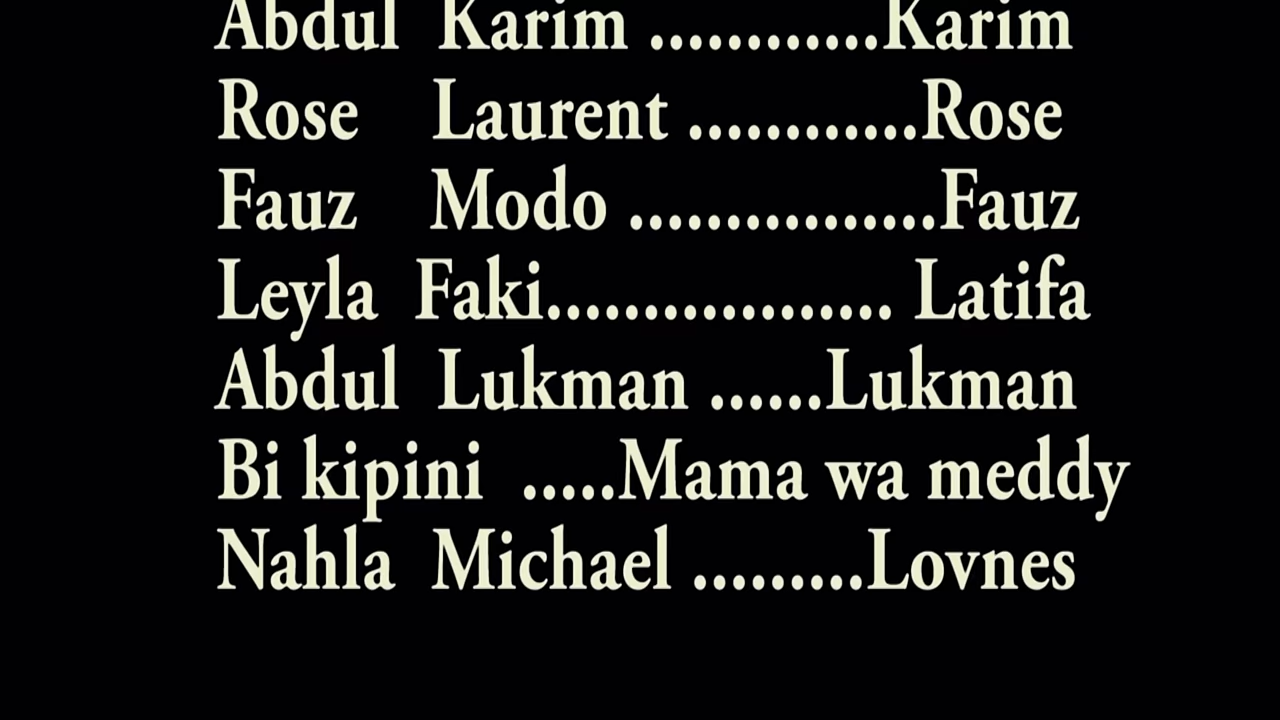 Abdul Karim ............Karim
Rose Laurent ............Rose
Fauz Modo ................Fauz
Leyla Faki.................. Latifa
Abdul Lukman ......Lukman
Bi kipini .....Mama wa meddy
Nahla Michael .........Lovnes